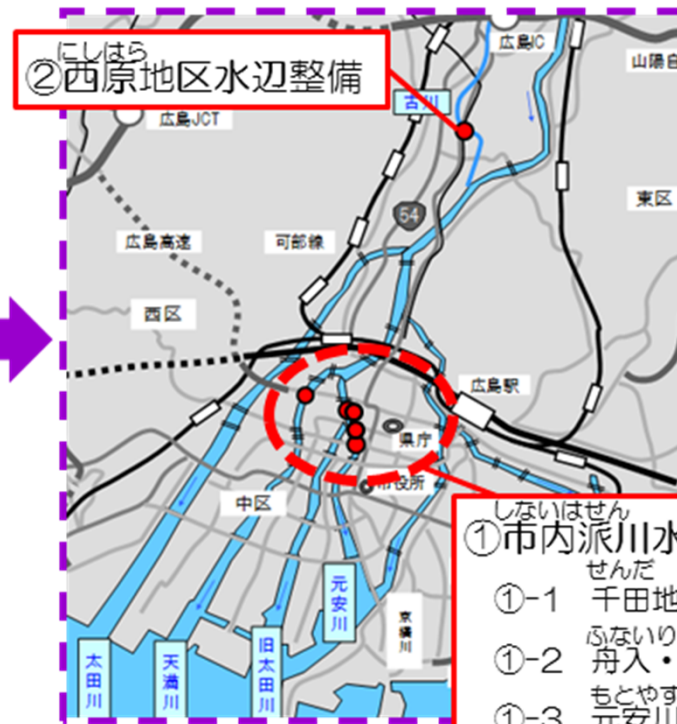 にしはら
②西原地区水辺整備
広島IC
山陽自
古川
広島JCT
54
東区
広島高速
可部線
西区
広島駅
県庁
市役所
中区
しないはせん
①市内派川水
せんだ
①-1 千田地
ふないり
①-2 舟入・
もとやす
①-3 元安川
元安川
京橋川
太田川
天満川
旧太田川